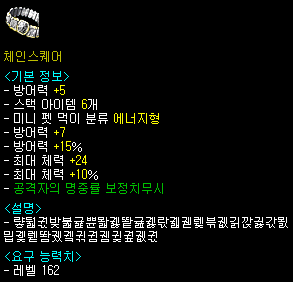 체인스퀘어
<기본 정보>
- 방어력 +5
- 스택 아이템 6개
- 미니 펫 먹이 분류 에너지형
- 방어력 +7
- 방어력 +15%
- 최대 체력 +24
- 최대 체력 +10%
- 공격자의 명중률 보정치무시
<설명>
<요구 능력치>
- 레벨 162